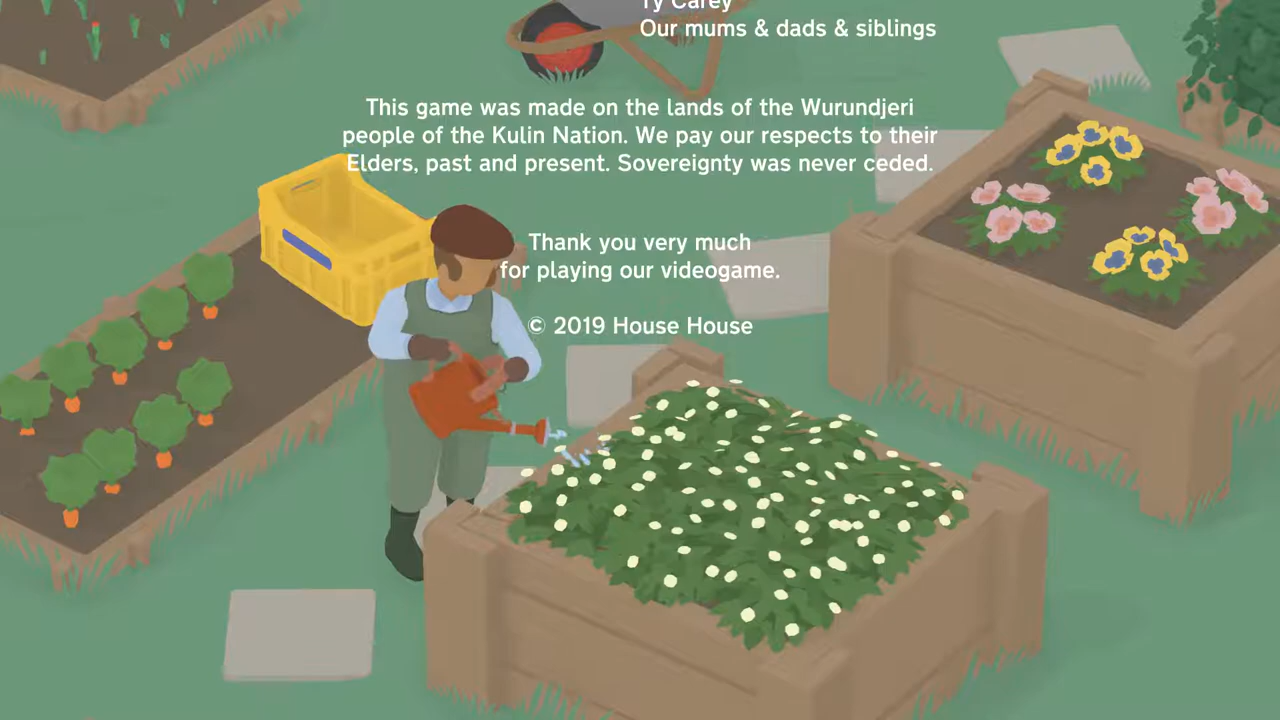 Ty Carey
Our mums & dads & siblings
This game was made on the lands of the Wurundjeri
people of the Kulin Nation. We pay our respects to their
Elders, past and present. Sovereignty was never ceded.
Thank you very much
for playing our videogame.
© 2019 House House